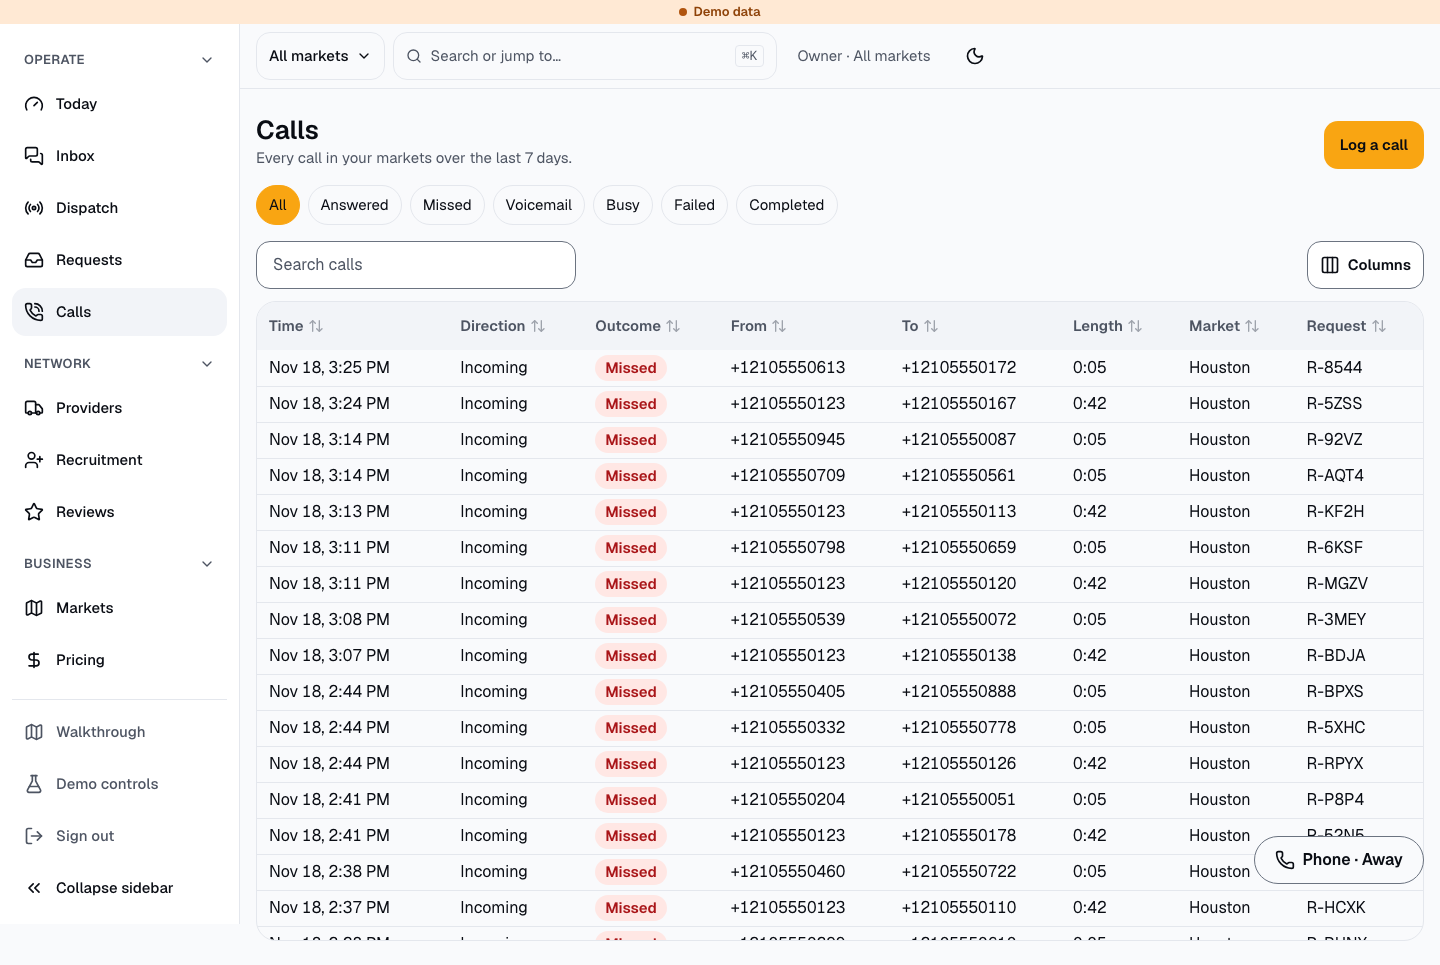 Demo data
OPERATE
Today
Inbox
Dispatch
Requests
Calls
NETWORK
Providers
Recruitment
Reviews
BUSINESS
Markets
Pricing
Walkthrough
Demo controls
Sign out
Collapse sidebar
All markets
Search or jump to...
⌘K
Owner · All markets
Calls
Every call in your markets over the last 7 days.
Log a call
All Answered Missed Voicemail Busy Failed Completed
Search calls
Columns
Time Direction Outcome From To Length Market Request
Nov 18, 3:25 PM Incoming Missed +12105550613 +12105550172 0:05 Houston R-8544
Nov 18, 3:24 PM Incoming Missed +12105550123 +12105550167 0:42 Houston R-5ZSS
Nov 18, 3:14 PM Incoming Missed +12105550945 +12105550087 0:05 Houston R-92VZ
Nov 18, 3:14 PM Incoming Missed +12105550709 +12105550561 0:05 Houston R-AQT4
Nov 18, 3:13 PM Incoming Missed +12105550123 +12105550113 0:42 Houston R-KF2H
Nov 18, 3:11 PM Incoming Missed +12105550798 +12105550659 0:05 Houston R-6KSF
Nov 18, 3:11 PM Incoming Missed +12105550123 +12105550120 0:42 Houston R-MGZV
Nov 18, 3:08 PM Incoming Missed +12105550539 +12105550072 0:05 Houston R-3MEY
Nov 18, 3:07 PM Incoming Missed +12105550123 +12105550138 0:42 Houston R-BDJA
Nov 18, 2:44 PM Incoming Missed +12105550405 +12105550888 0:05 Houston R-BPXS
Nov 18, 2:44 PM Incoming Missed +12105550332 +12105550778 0:05 Houston R-5XHC
Nov 18, 2:44 PM Incoming Missed +12105550123 +12105550126 0:42 Houston R-RPYX
Nov 18, 2:41 PM Incoming Missed +12105550204 +12105550051 0:05 Houston R-P8P4
Nov 18, 2:41 PM Incoming Missed +12105550123 +12105550178 0:42 Houston
Nov 18, 2:38 PM Incoming Missed +12105550460 +12105550722 0:05 Houston
Phone · Away
Nov 18, 2:37 PM Incoming Missed +12105550123 +12105550110 0:42 Houston R-HCXK